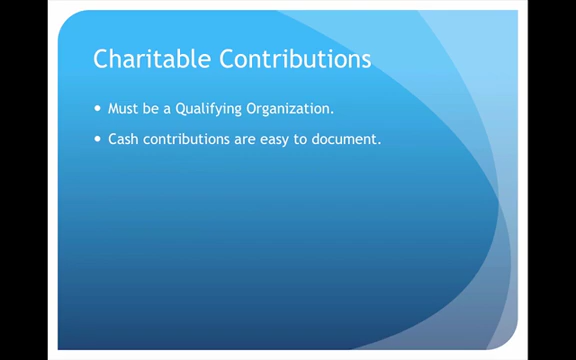 Charitable Contributions
• Must be a Qualifying Organization.
• Cash contributions are easy to document.